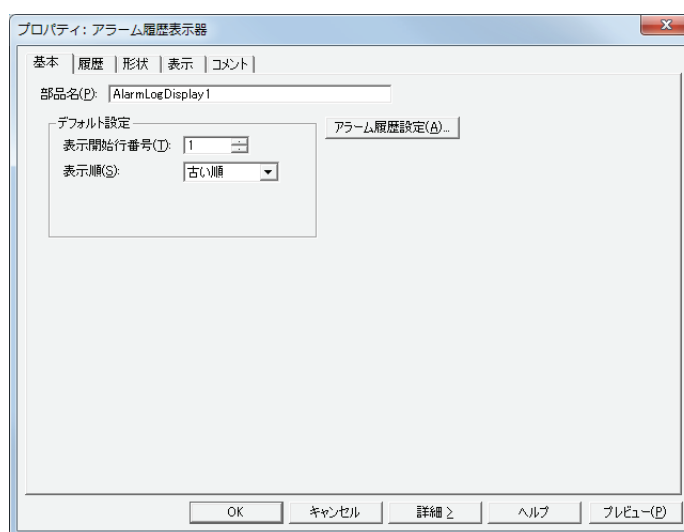 プロパティ: アラーム履歴表示器
基本 履歴 形状 表示 コメント
部品名(P): AlarmLogDisplay1
デフォルト設定 アラーム履歴設定(A)...
表示開始行番号(T): 1
表示順(S): 古い順
OK キャンセル 詳細 > ヘルプ プレビュー(P)